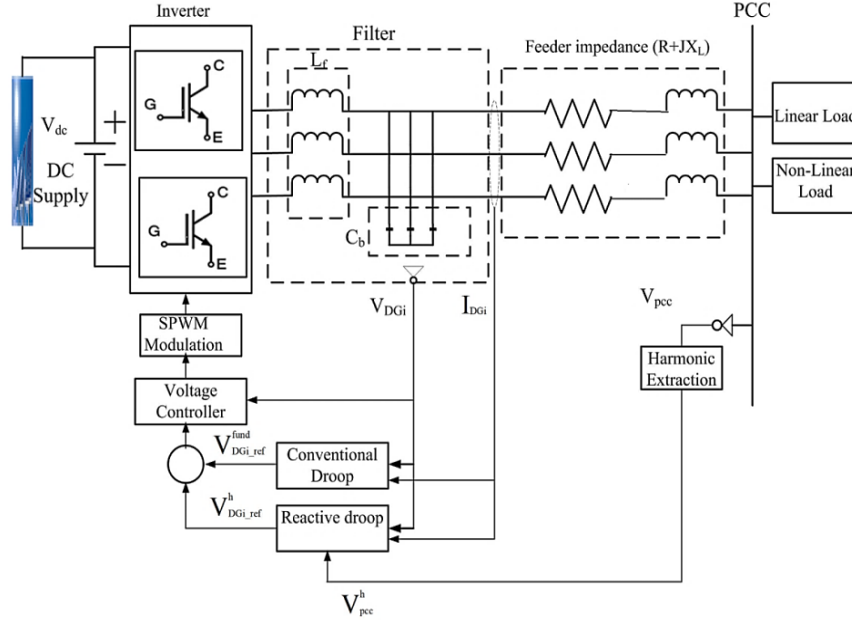 Inverter
PCC
Filter
Feeder impedance (R+JX_L)
L_f
C
G
E
V_dc
+
−
DC
Supply
Linear Load
Non-Linear
Load
C
G
E
C_b
V_DGi
I_DGi
V_pcc
SPWM
Modulation
Harmonic
Extraction
Voltage
Controller
V^fund_DGi_ref
Conventional
Droop
V^h_DGi_ref
Reactive droop
V^h_pcc